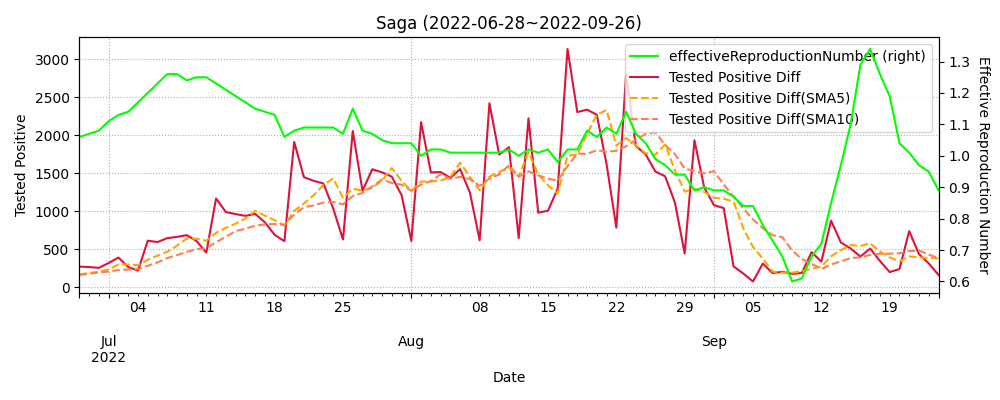 Saga (2022-06-28~2022-09-26)
effectiveReproductionNumber (right)
Tested Positive Diff
Tested Positive Diff(SMA5)
Tested Positive Diff(SMA10)
Tested Positive
3000
2500
2000
1500
1000
500
0
1.3
1.2
1.1
1.0
0.9
0.8
0.7
0.6
Effective Reproduction Number
04 11 18 25 08 15 22 29 05 12 19
Jul Aug Sep
2022
Date